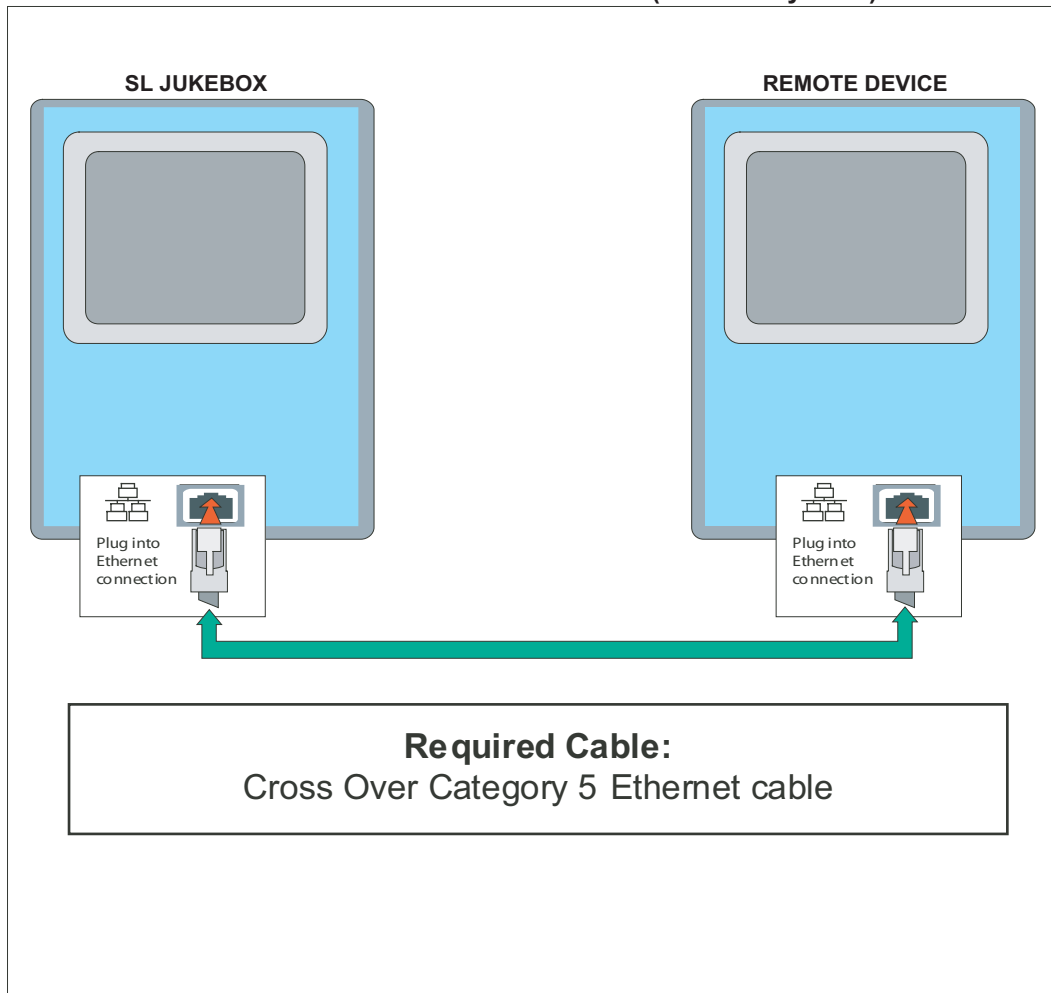 SL JUKEBOX
REMOTE DEVICE
Plug into
Ethernet
connection
Plug into
Ethernet
connection
Required Cable:
Cross Over Category 5 Ethernet cable